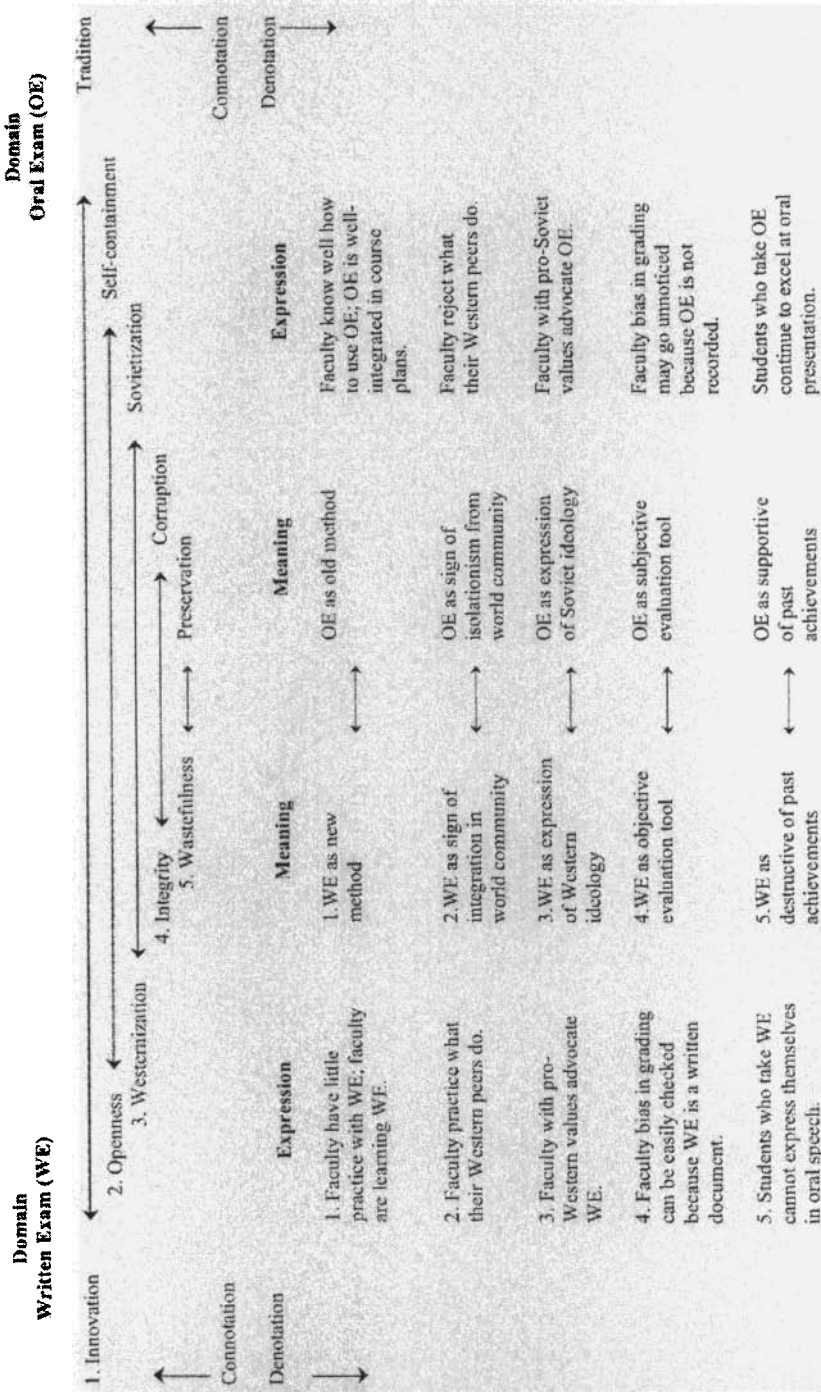 Domain
Written Exam (WE)
Domain
Oral Exam (OE)
1. Innovation
Tradition
2. Openness
Self-containment
3. Westernization
Sovietization
4. Integrity
Corruption
5. Wastefulness
Preservation
Connotation
Denotation
Connotation
Denotation
Expression
Meaning
Meaning
Expression
1. Faculty have little
practice with WE; faculty
are learning WE.
1.WE as new
method
OE as old method
Faculty know well how
to use OE; OE is well-
integrated in course
plans.
2. Faculty practice what
their Western peers do.
2.WE as sign of
integration in
world community
OE as sign of
isolationism from
world community
Faculty reject what
their Western peers do.
3. Faculty with pro-
Western values advocate
WE.
3.WE as expression
of Western
ideology
OE as expression
of Soviet ideology
Faculty with pro-Soviet
values advocate OE.
4. Faculty bias in grading
can be easily checked
because WE is a written
document.
4.WE as objective
evaluation tool
OE as subjective
evaluation tool
Faculty bias in grading
may go unnoticed
because OE is not
recorded.
5. Students who take WE
cannot express themselves
in oral speech.
5.WE as
destructive of past
achievements
OE as supportive
of past
achievements
Students who take OE
continue to excel at oral
presentation.